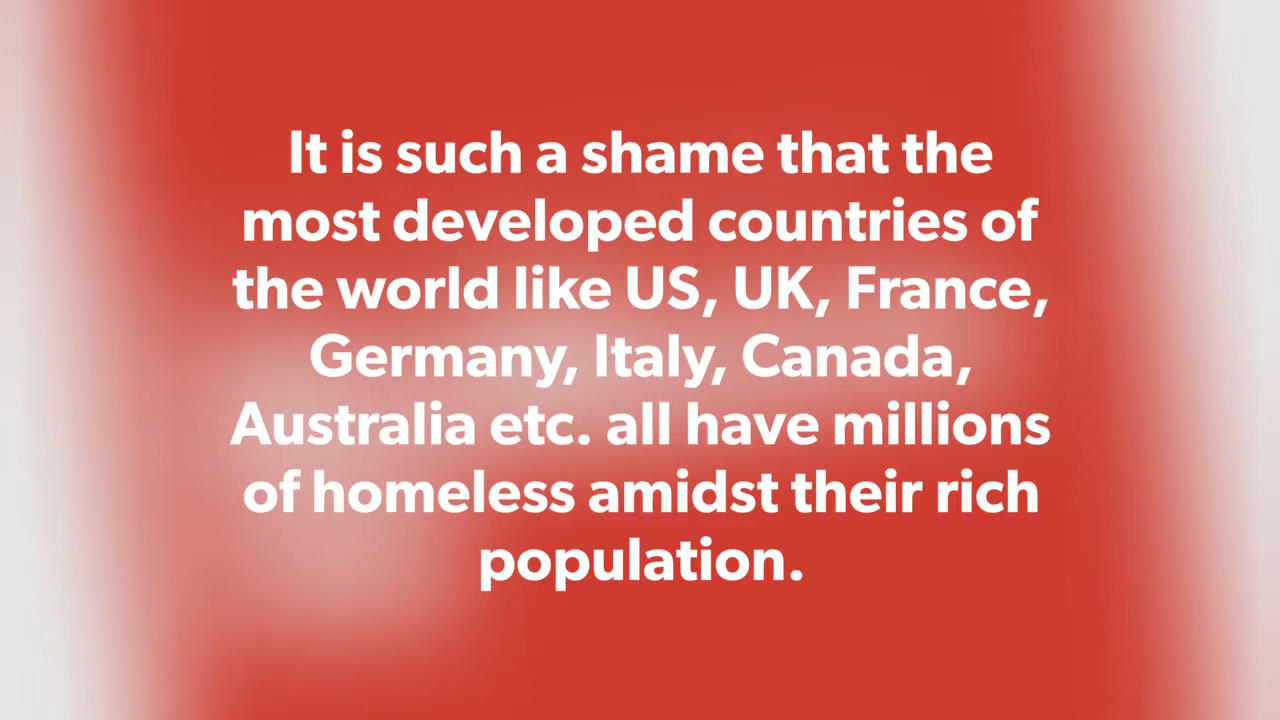 It is such a shame that the
most developed countries of
the world like US, UK, France,
Germany, Italy, Canada,
Australia etc. all have millions
of homeless amidst their rich
population.